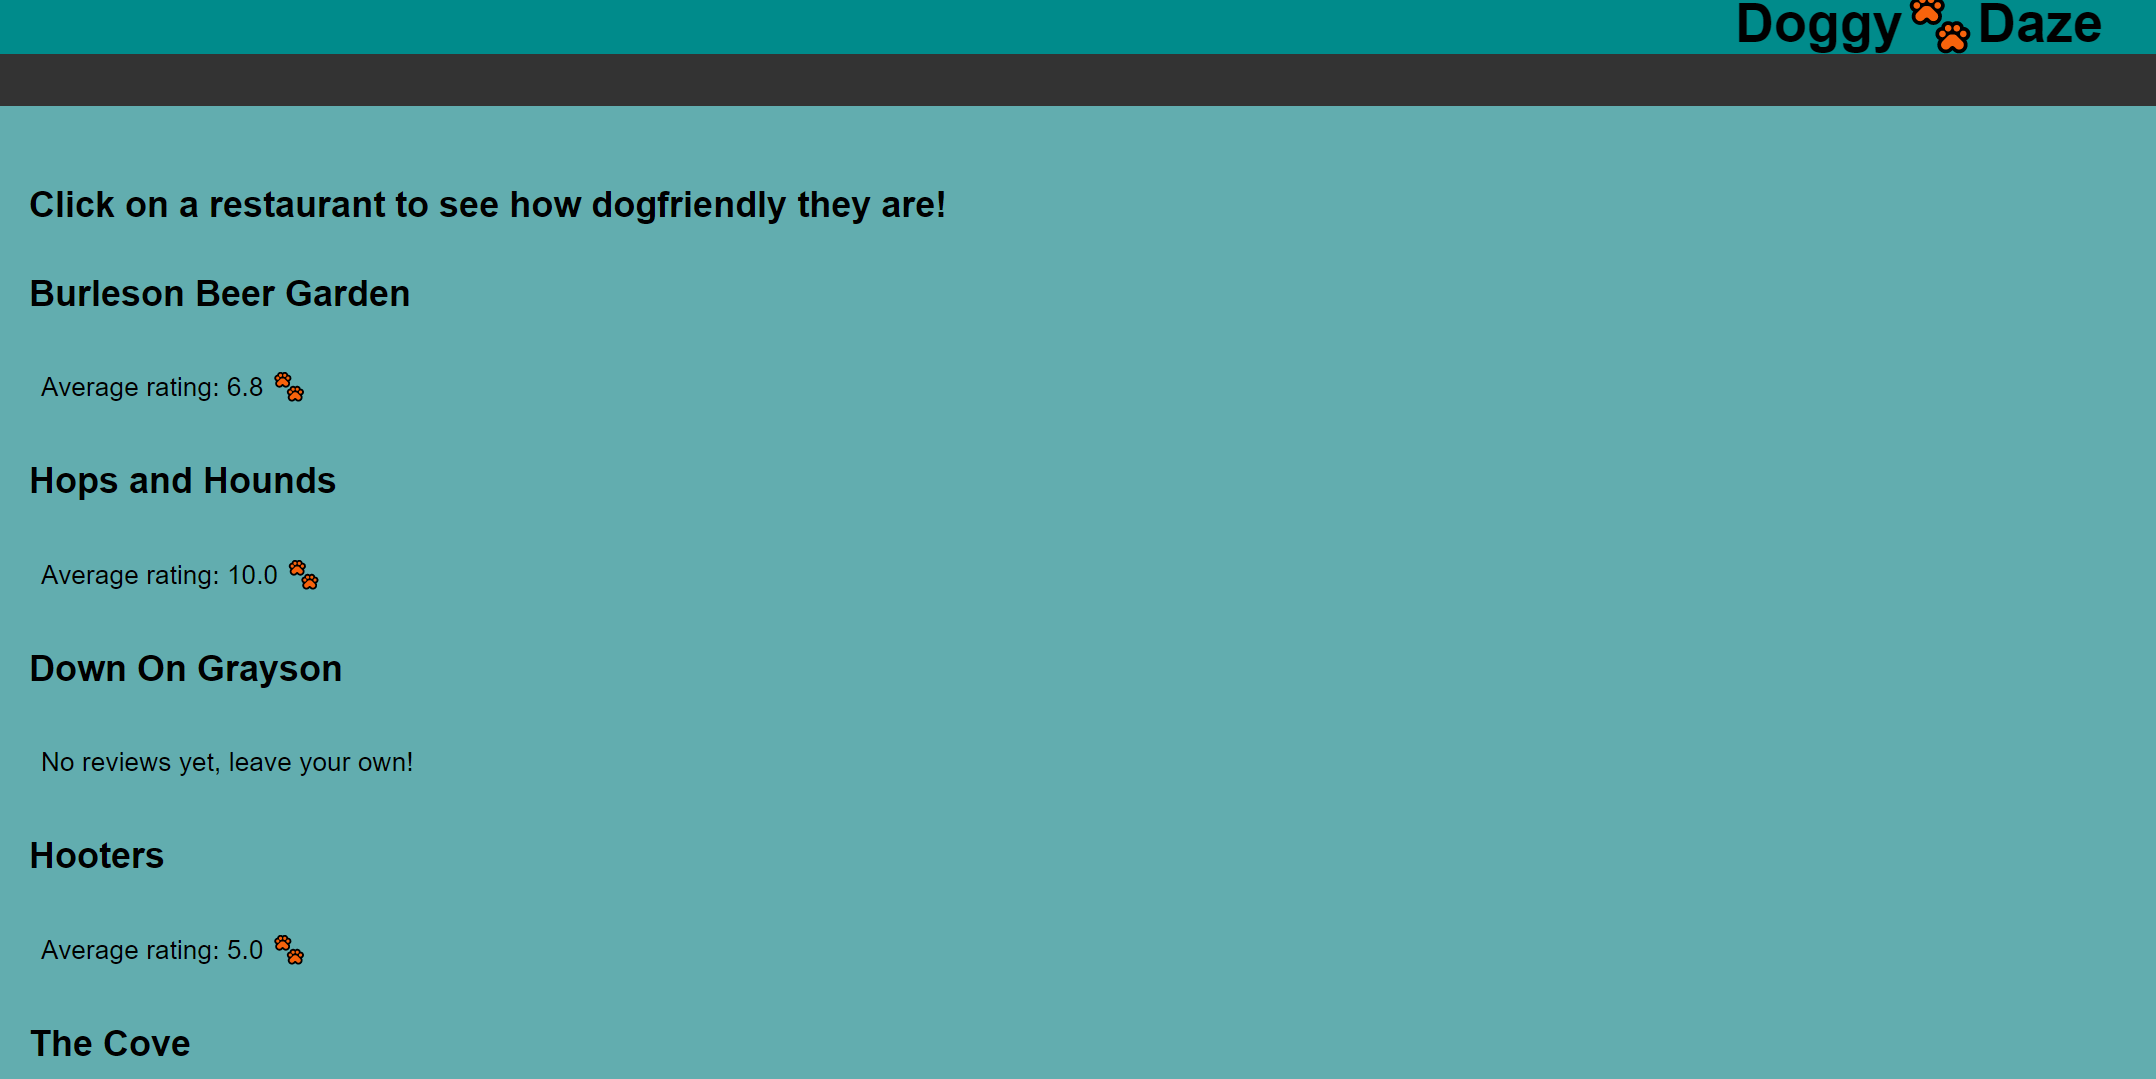 Doggy Daze
Click on a restaurant to see how dogfriendly they are!
Burleson Beer Garden
Average rating: 6.8
Hops and Hounds
Average rating: 10.0
Down On Grayson
No reviews yet, leave your own!
Hooters
Average rating: 5.0
The Cove